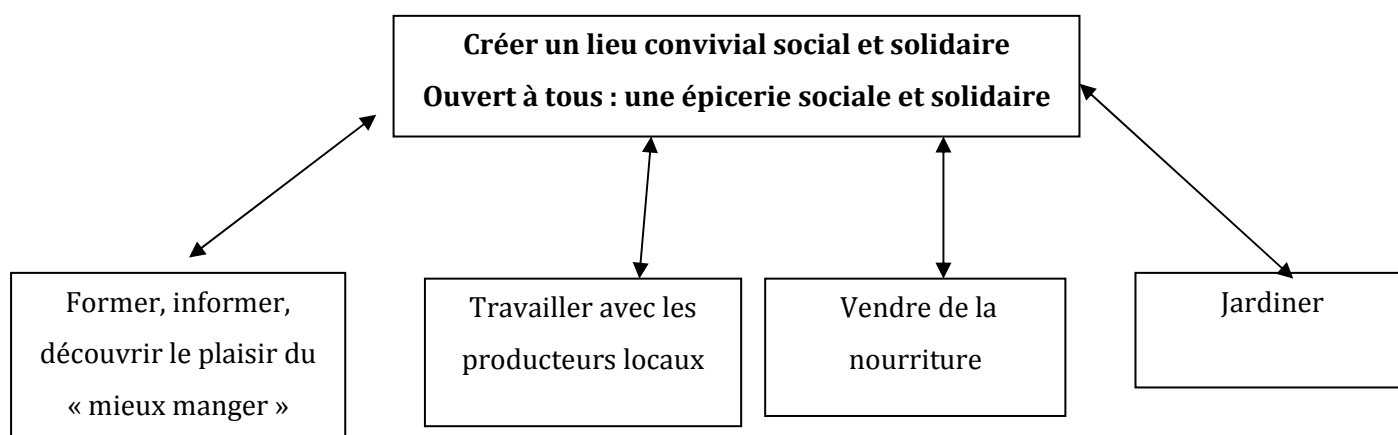 Créer un lieu convivial social et solidaire
Ouvert à tous : une épicerie sociale et solidaire
Former, informer,
découvrir le plaisir du
« mieux manger »
Travailler avec les
producteurs locaux
Vendre de la
nourriture
Jardiner